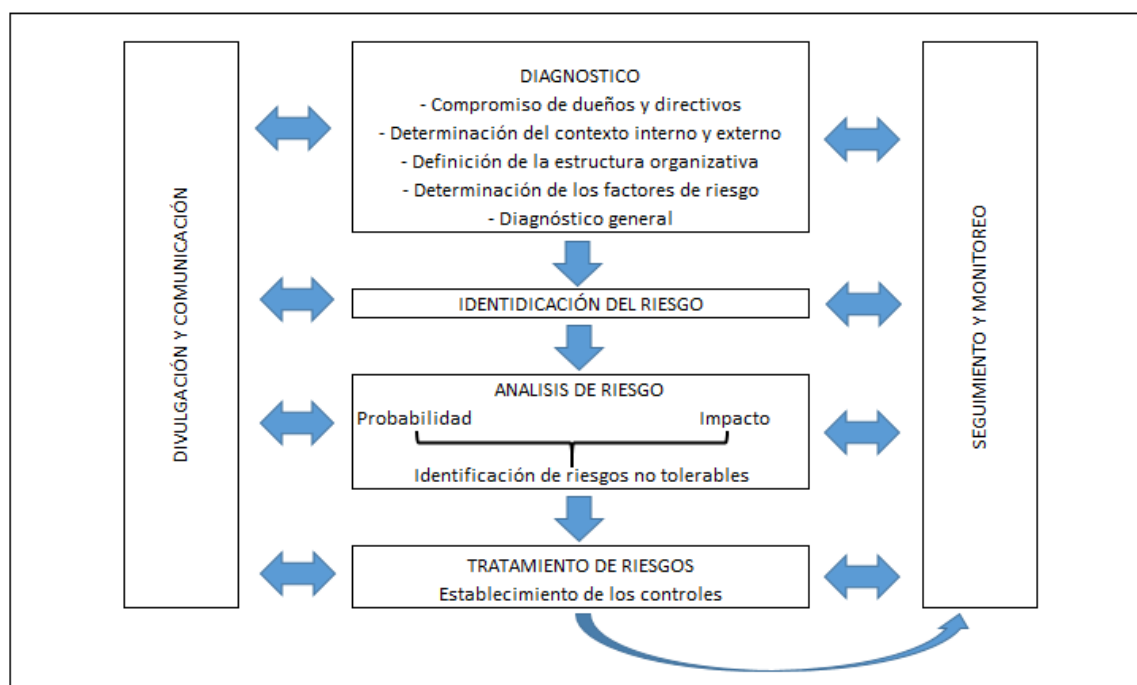 DIVULGACIÓN Y COMUNICACIÓN
DIAGNOSTICO
- Compromiso de dueños y directivos
- Determinación del contexto interno y externo
- Definición de la estructura organizativa
- Determinación de los factores de riesgo
- Diagnóstico general
IDENTIDICACIÓN DEL RIESGO
ANALISIS DE RIESGO
Probabilidad Impacto
Identificación de riesgos no tolerables
TRATAMIENTO DE RIESGOS
Establecimiento de los controles
SEGUIMIENTO Y MONITOREO